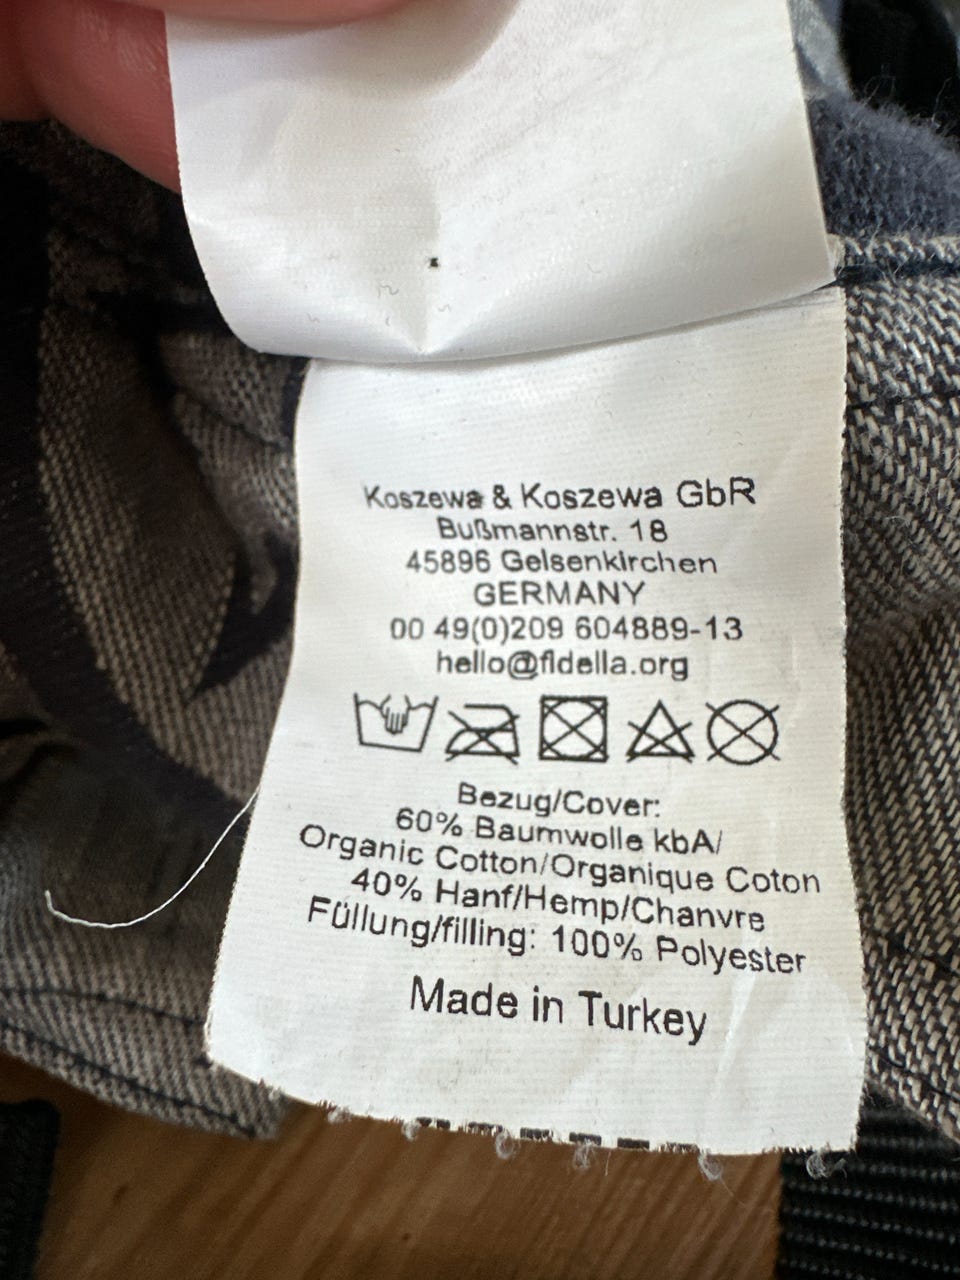 Koszewa & Koszewa GbR
Bußmannstr. 18
45896 Gelsenkirchen
GERMANY
00 49(0)209 604889-13
hello@fidella.org
Bezug/Cover:
60% Baumwolle kbA/
Organic Cotton/Organique Coton
40% Hanf/Hemp/Chanvre
Füllung/filling: 100% Polyester
Made in Turkey